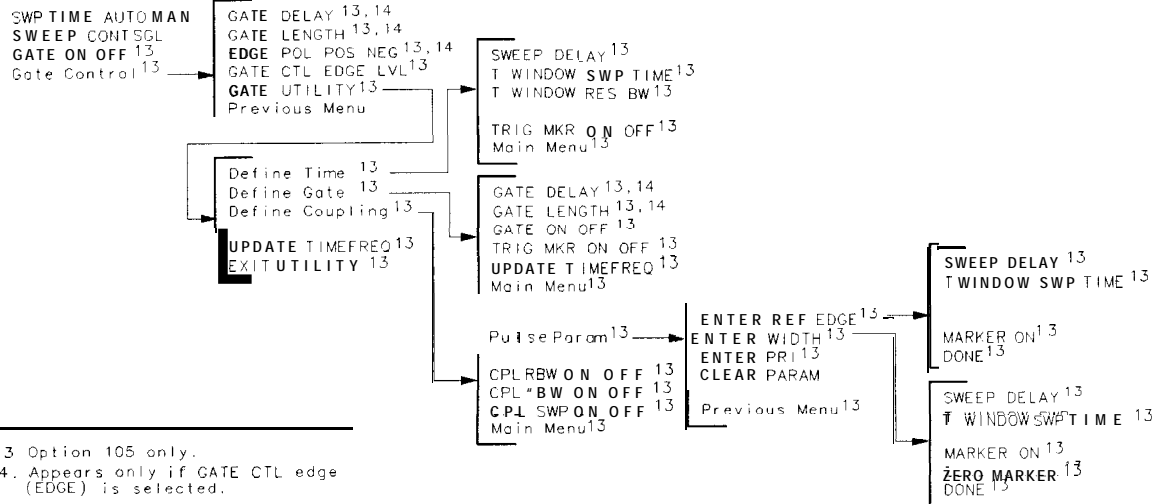 SWP TIME AUTO MAN
SWEEP CONT SGL
GATE ON OFF 13
Gate Control 13
GATE DELAY 13,14
GATE LENGTH 13,14
EDGE POL POS NEG 13,14
GATE CTL EDGE LVL 13
GATE UTILITY 13
Previous Menu
SWEEP DELAY 13
T WINDOW SWP TIME 13
T WINDOW RES BW 13
TRIG MKR ON OFF 13
Main Menu 13
Define Time 13
Define Gate 13
Define Coupling 13
UPDATE TIMEFREQ 13
EXIT UTILITY 13
GATE DELAY 13,14
GATE LENGTH 13,14
GATE ON OFF 13
TRIG MKR ON OFF 13
UPDATE TIMEFREQ 13
Main Menu 13
Pulse Param 13
CPL RBW ON OFF 13
CPL "BW ON OFF 13
CPL SWP ON OFF 13
Main Menu 13
ENTER REF EDGE 13
ENTER WIDTH 13
ENTER PRI 13
CLEAR PARAM
Previous Menu 13
SWEEP DELAY 13
T WINDOW SWP TIME 13
MARKER ON 13
DONE 13
SWEEP DELAY 13
T WINDOW SWP TIME 13
MARKER ON 13
ZERO MARKER 13
DONE 13
3 Option 105 only.
4. Appears only if GATE CTL edge
(EDGE) is selected.